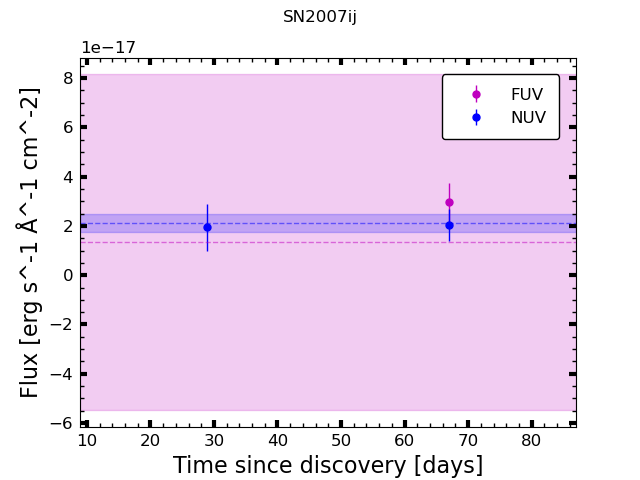 SN2007ij
1e−17
FUV
NUV
8
6
4
2
0
−2
−4
−6
10 20 30 40 50 60 70 80
Flux [erg s^-1 Å^-1 cm^-2]
Time since discovery [days]